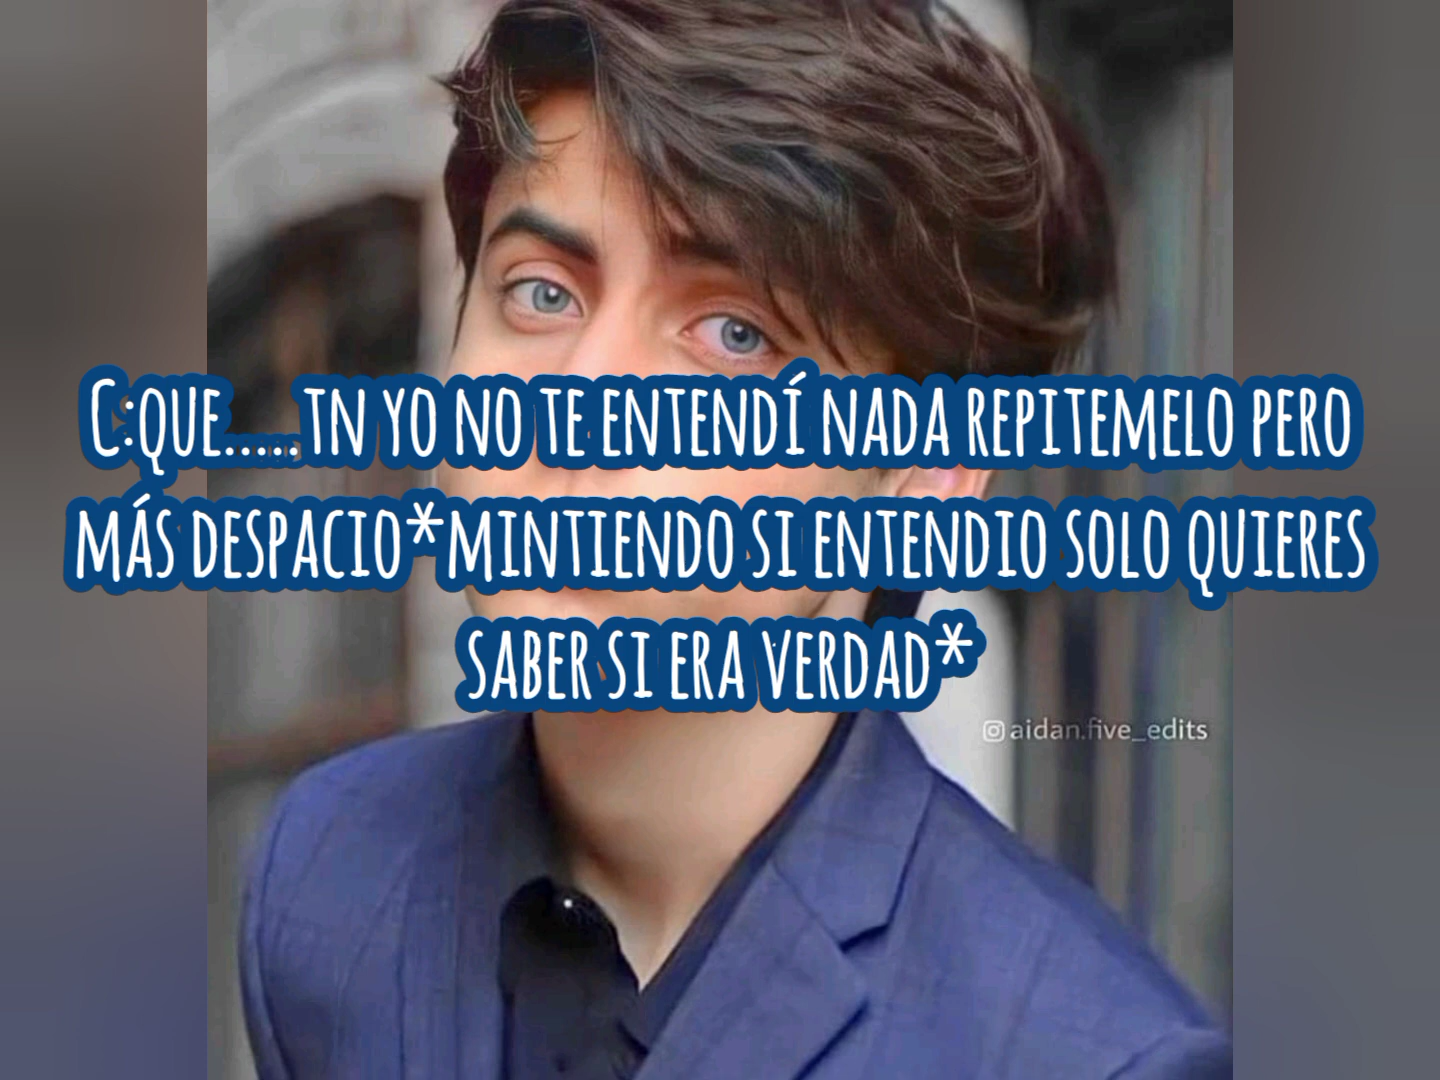 C:que.....tn yo no te entendí nada repitemelo pero
más despacio*mintiendo si entendio solo quieres
saber si era verdad*
aidan.five_edits